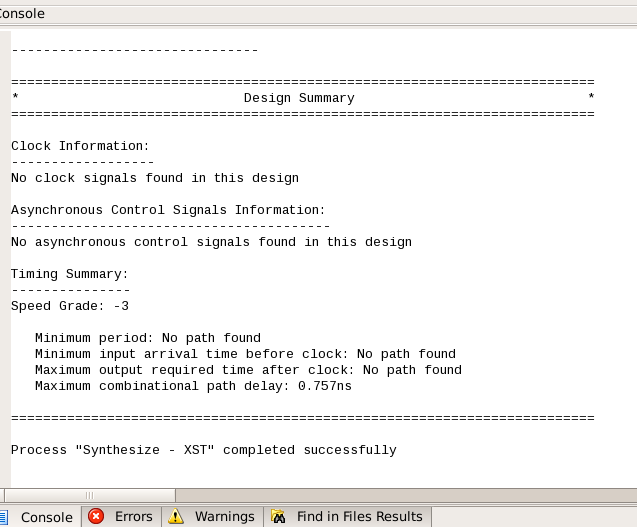 Console
-------------------------------
=========================================================================
*                            Design Summary                             *
=========================================================================
Clock Information:
------------------
No clock signals found in this design
Asynchronous Control Signals Information:
----------------------------------------
No asynchronous control signals found in this design
Timing Summary:
---------------
Speed Grade: -3
Minimum period: No path found
Minimum input arrival time before clock: No path found
Maximum output required time after clock: No path found
Maximum combinational path delay: 0.757ns
=========================================================================
Process "Synthesize - XST" completed successfully
Console Errors Warnings Find in Files Results